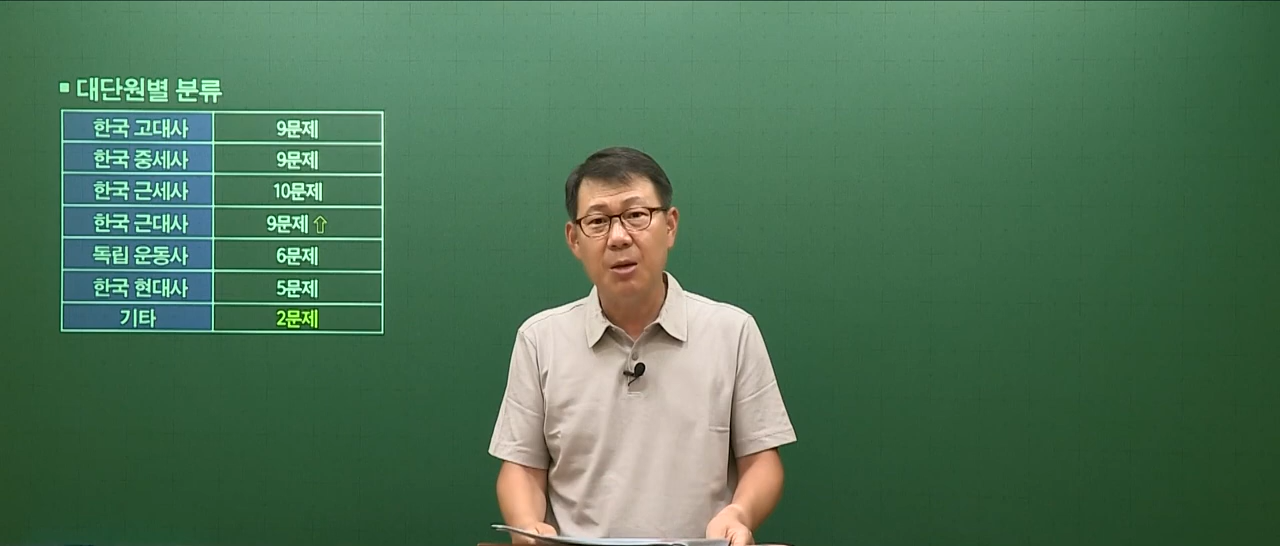 ▪ 대단원별 분류
한국 고대사 9문제
한국 중세사 9문제
한국 근세사 10문제
한국 근대사 9문제 ⇧
독립 운동사 6문제
한국 현대사 5문제
기타 2문제